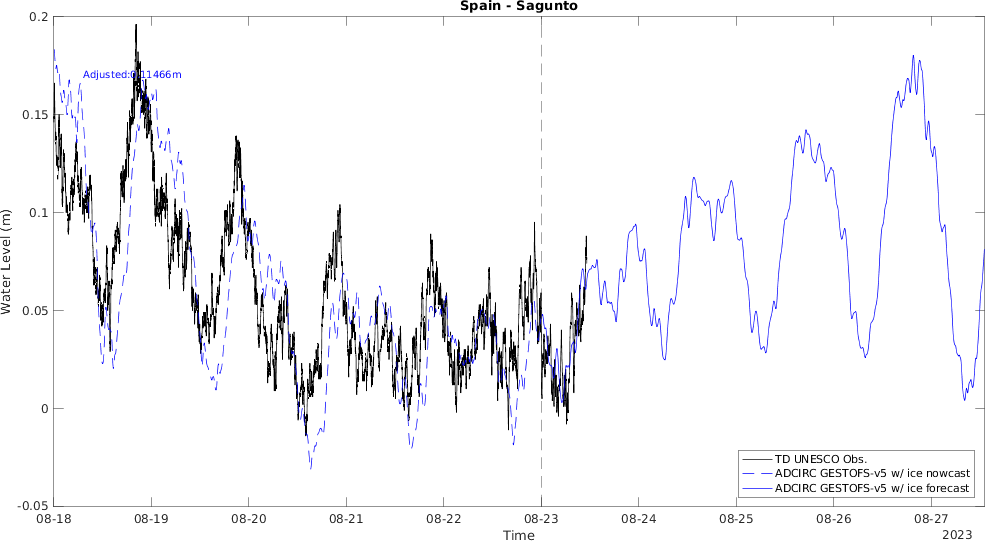 Spain - Sagunto
0.2
0.15
0.1
0.05
0
-0.05
Water Level (m)
Adjusted:0.11466m
TD UNESCO Obs.
ADCIRC GESTOFS-v5 w/ ice nowcast
ADCIRC GESTOFS-v5 w/ ice forecast
08-18 08-19 08-20 08-21 08-22 08-23 08-24 08-25 08-26 08-27
Time
2023